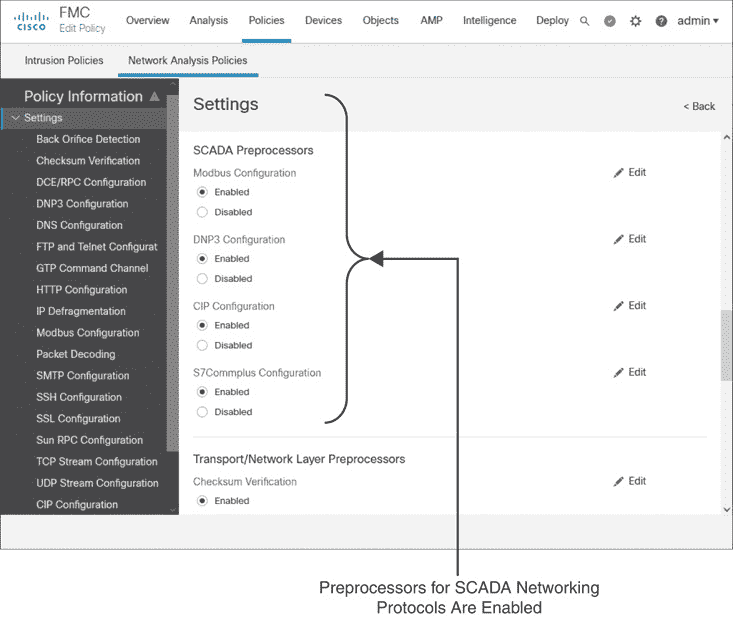 CISCO
FMC
Edit Policy
Overview Analysis Policies Devices Objects AMP Intelligence Deploy admin
Intrusion Policies Network Analysis Policies
Policy Information
Settings
Back Orifice Detection
Checksum Verification
DCE/RPC Configuration
DNP3 Configuration
DNS Configuration
FTP and Telnet Configurat
GTP Command Channel
HTTP Configuration
IP Defragmentation
Modbus Configuration
Packet Decoding
SMTP Configuration
SSH Configuration
SSL Configuration
Sun RPC Configuration
TCP Stream Configuration
UDP Stream Configuration
CIP Configuration
Settings
< Back
SCADA Preprocessors
Modbus Configuration Edit
Enabled
Disabled
DNP3 Configuration Edit
Enabled
Disabled
CIP Configuration Edit
Enabled
Disabled
S7Commplus Configuration Edit
Enabled
Disabled
Transport/Network Layer Preprocessors
Checksum Verification Edit
Enabled
Preprocessors for SCADA Networking
Protocols Are Enabled